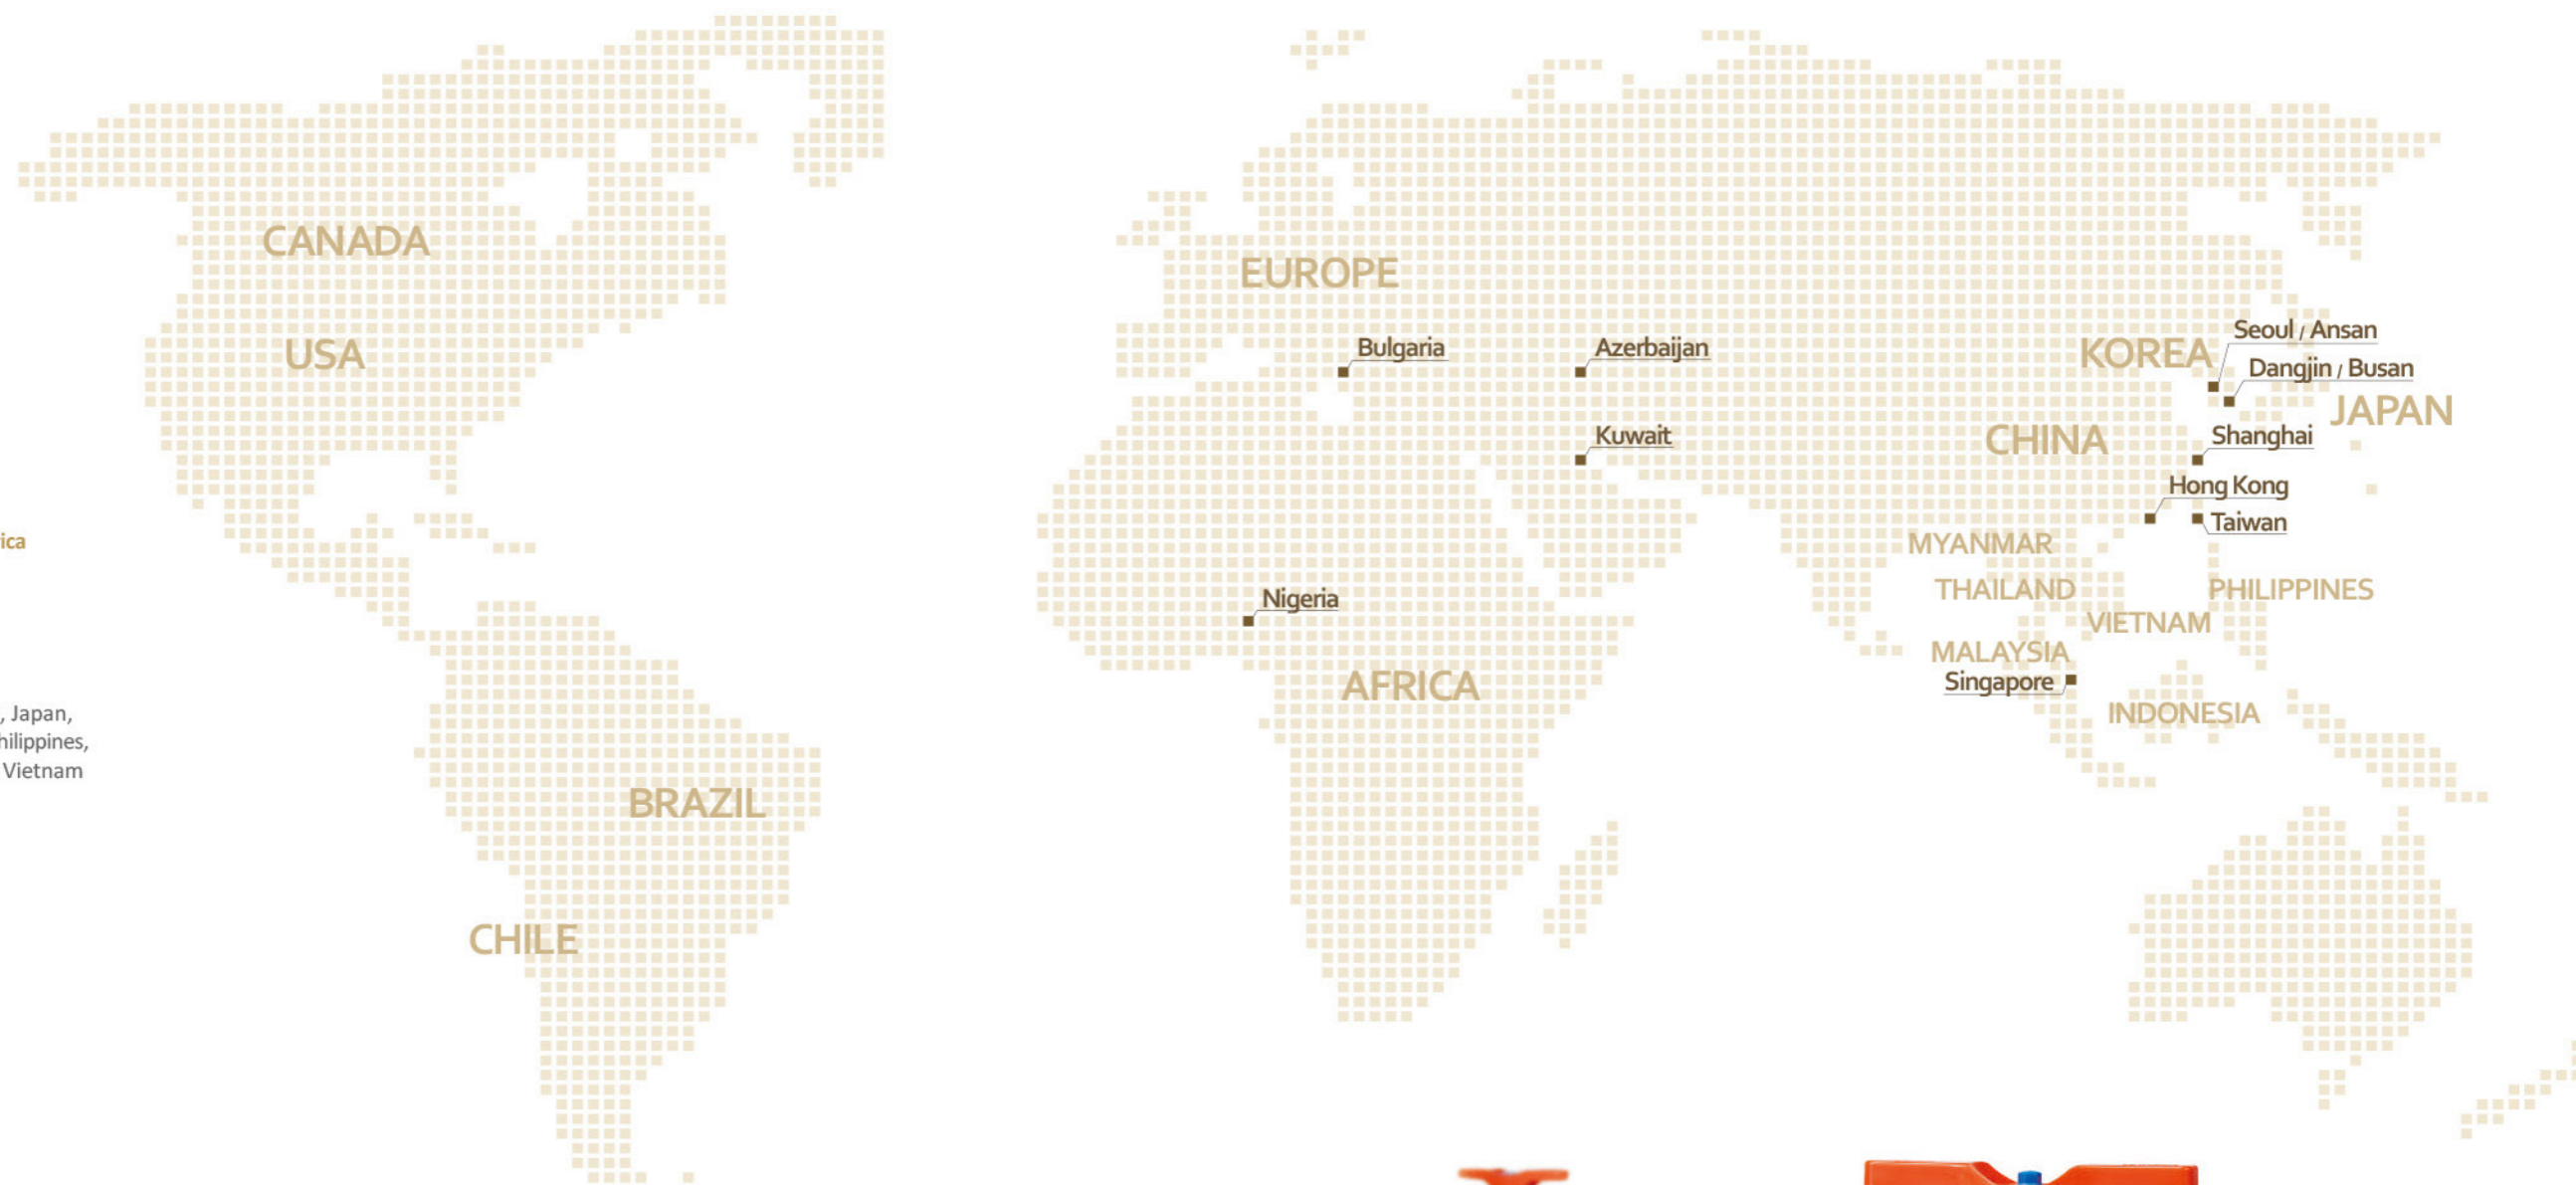 CANADA
EUROPE
USA
Bulgaria
Azerbaijan
KOREA
Seoul / Ansan
Dangjin / Busan
JAPAN
Kuwait
CHINA
Shanghai
Hong Kong
Taiwan
ica
MYANMAR
THAILAND
PHILIPPINES
Nigeria
VIETNAM
MALAYSIA
AFRICA
Singapore
INDONESIA
, Japan,
hilippines,
Vietnam
BRAZIL
CHILE